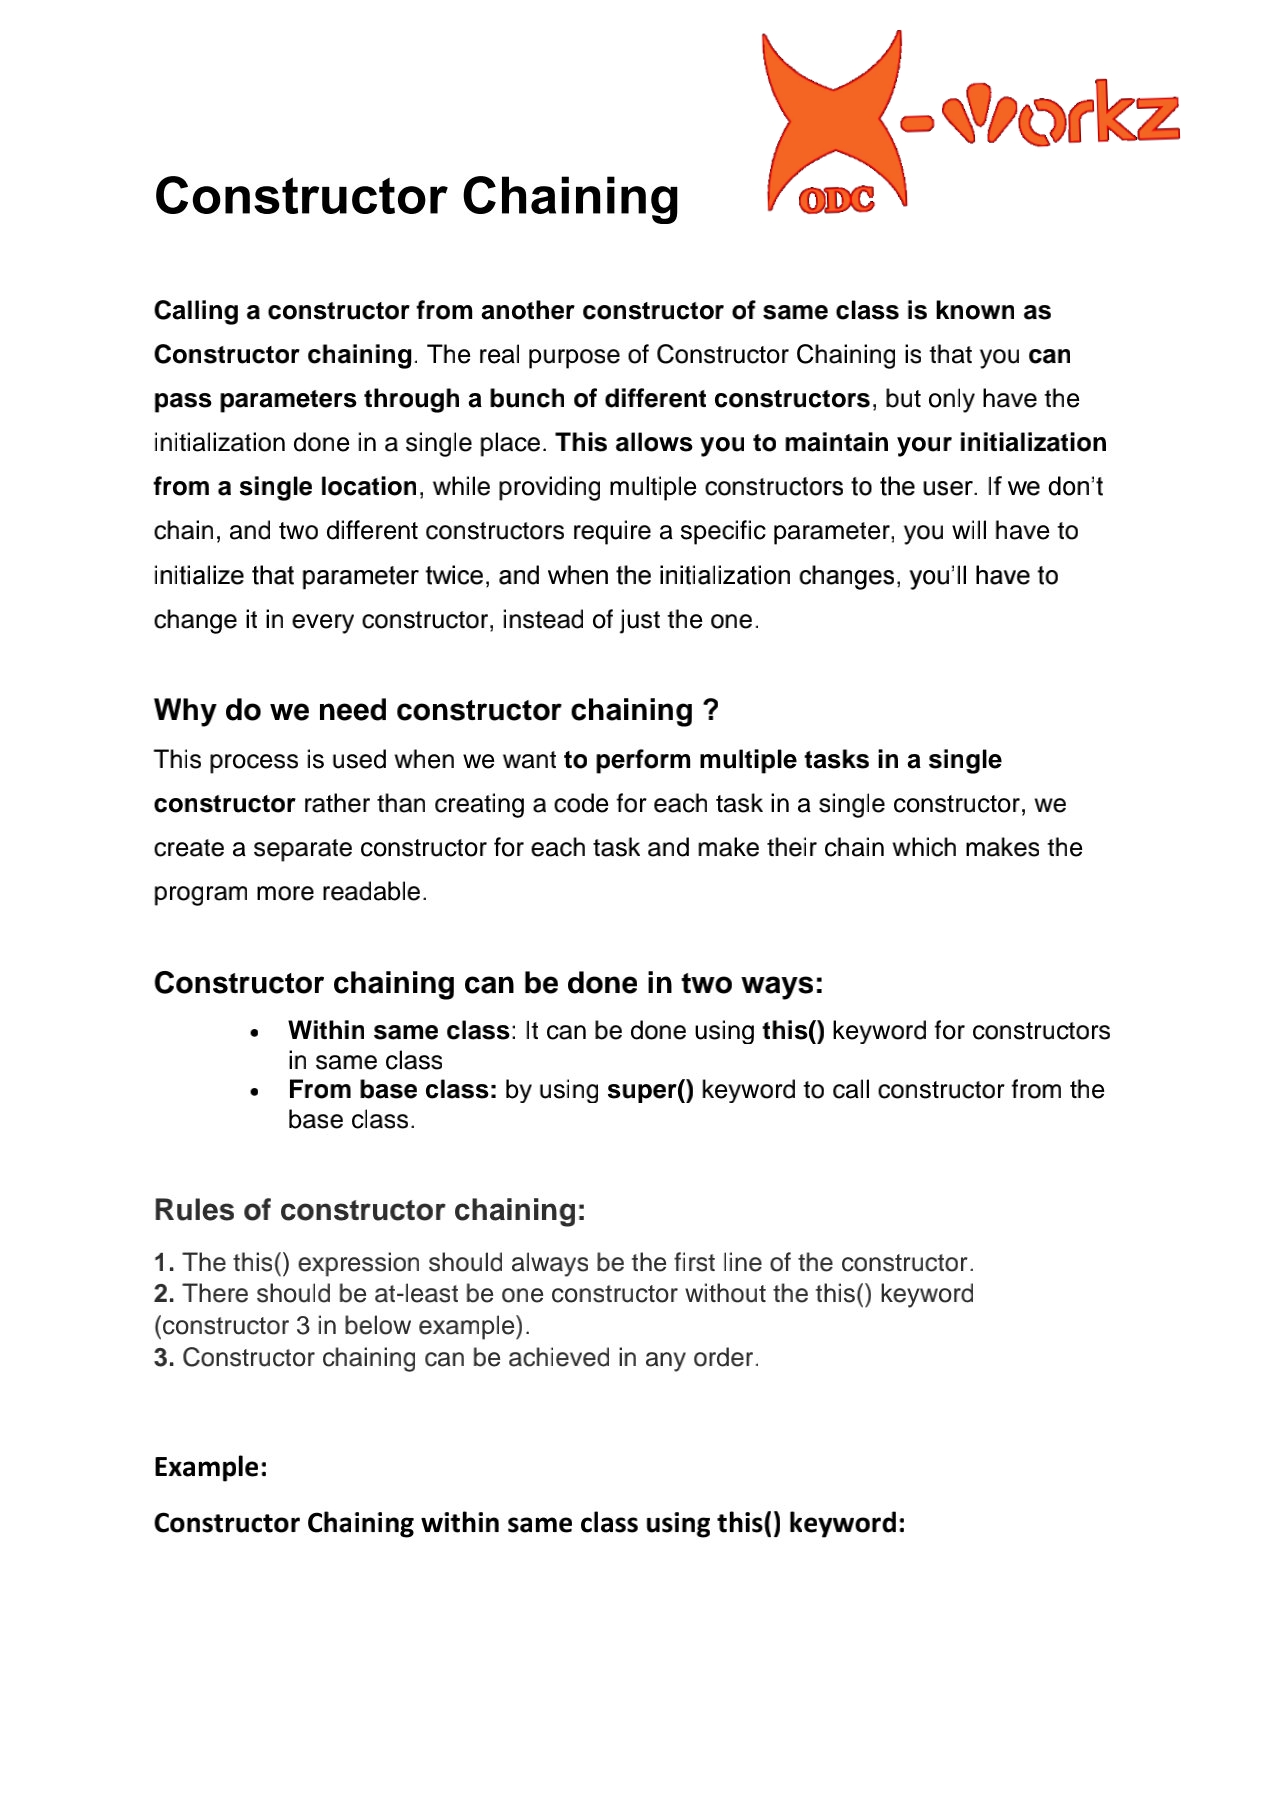 X-workz
ODC
Constructor Chaining
Calling a constructor from another constructor of same class is known as
Constructor chaining. The real purpose of Constructor Chaining is that you can
pass parameters through a bunch of different constructors, but only have the
initialization done in a single place. This allows you to maintain your initialization
from a single location, while providing multiple constructors to the user. If we don’t
chain, and two different constructors require a specific parameter, you will have to
initialize that parameter twice, and when the initialization changes, you’ll have to
change it in every constructor, instead of just the one.
Why do we need constructor chaining ?
This process is used when we want to perform multiple tasks in a single
constructor rather than creating a code for each task in a single constructor, we
create a separate constructor for each task and make their chain which makes the
program more readable.
Constructor chaining can be done in two ways:
• Within same class: It can be done using this() keyword for constructors
in same class
• From base class: by using super() keyword to call constructor from the
base class.
Rules of constructor chaining:
1. The this() expression should always be the first line of the constructor.
2. There should be at-least be one constructor without the this() keyword
(constructor 3 in below example).
3. Constructor chaining can be achieved in any order.
Example:
Constructor Chaining within same class using this() keyword: